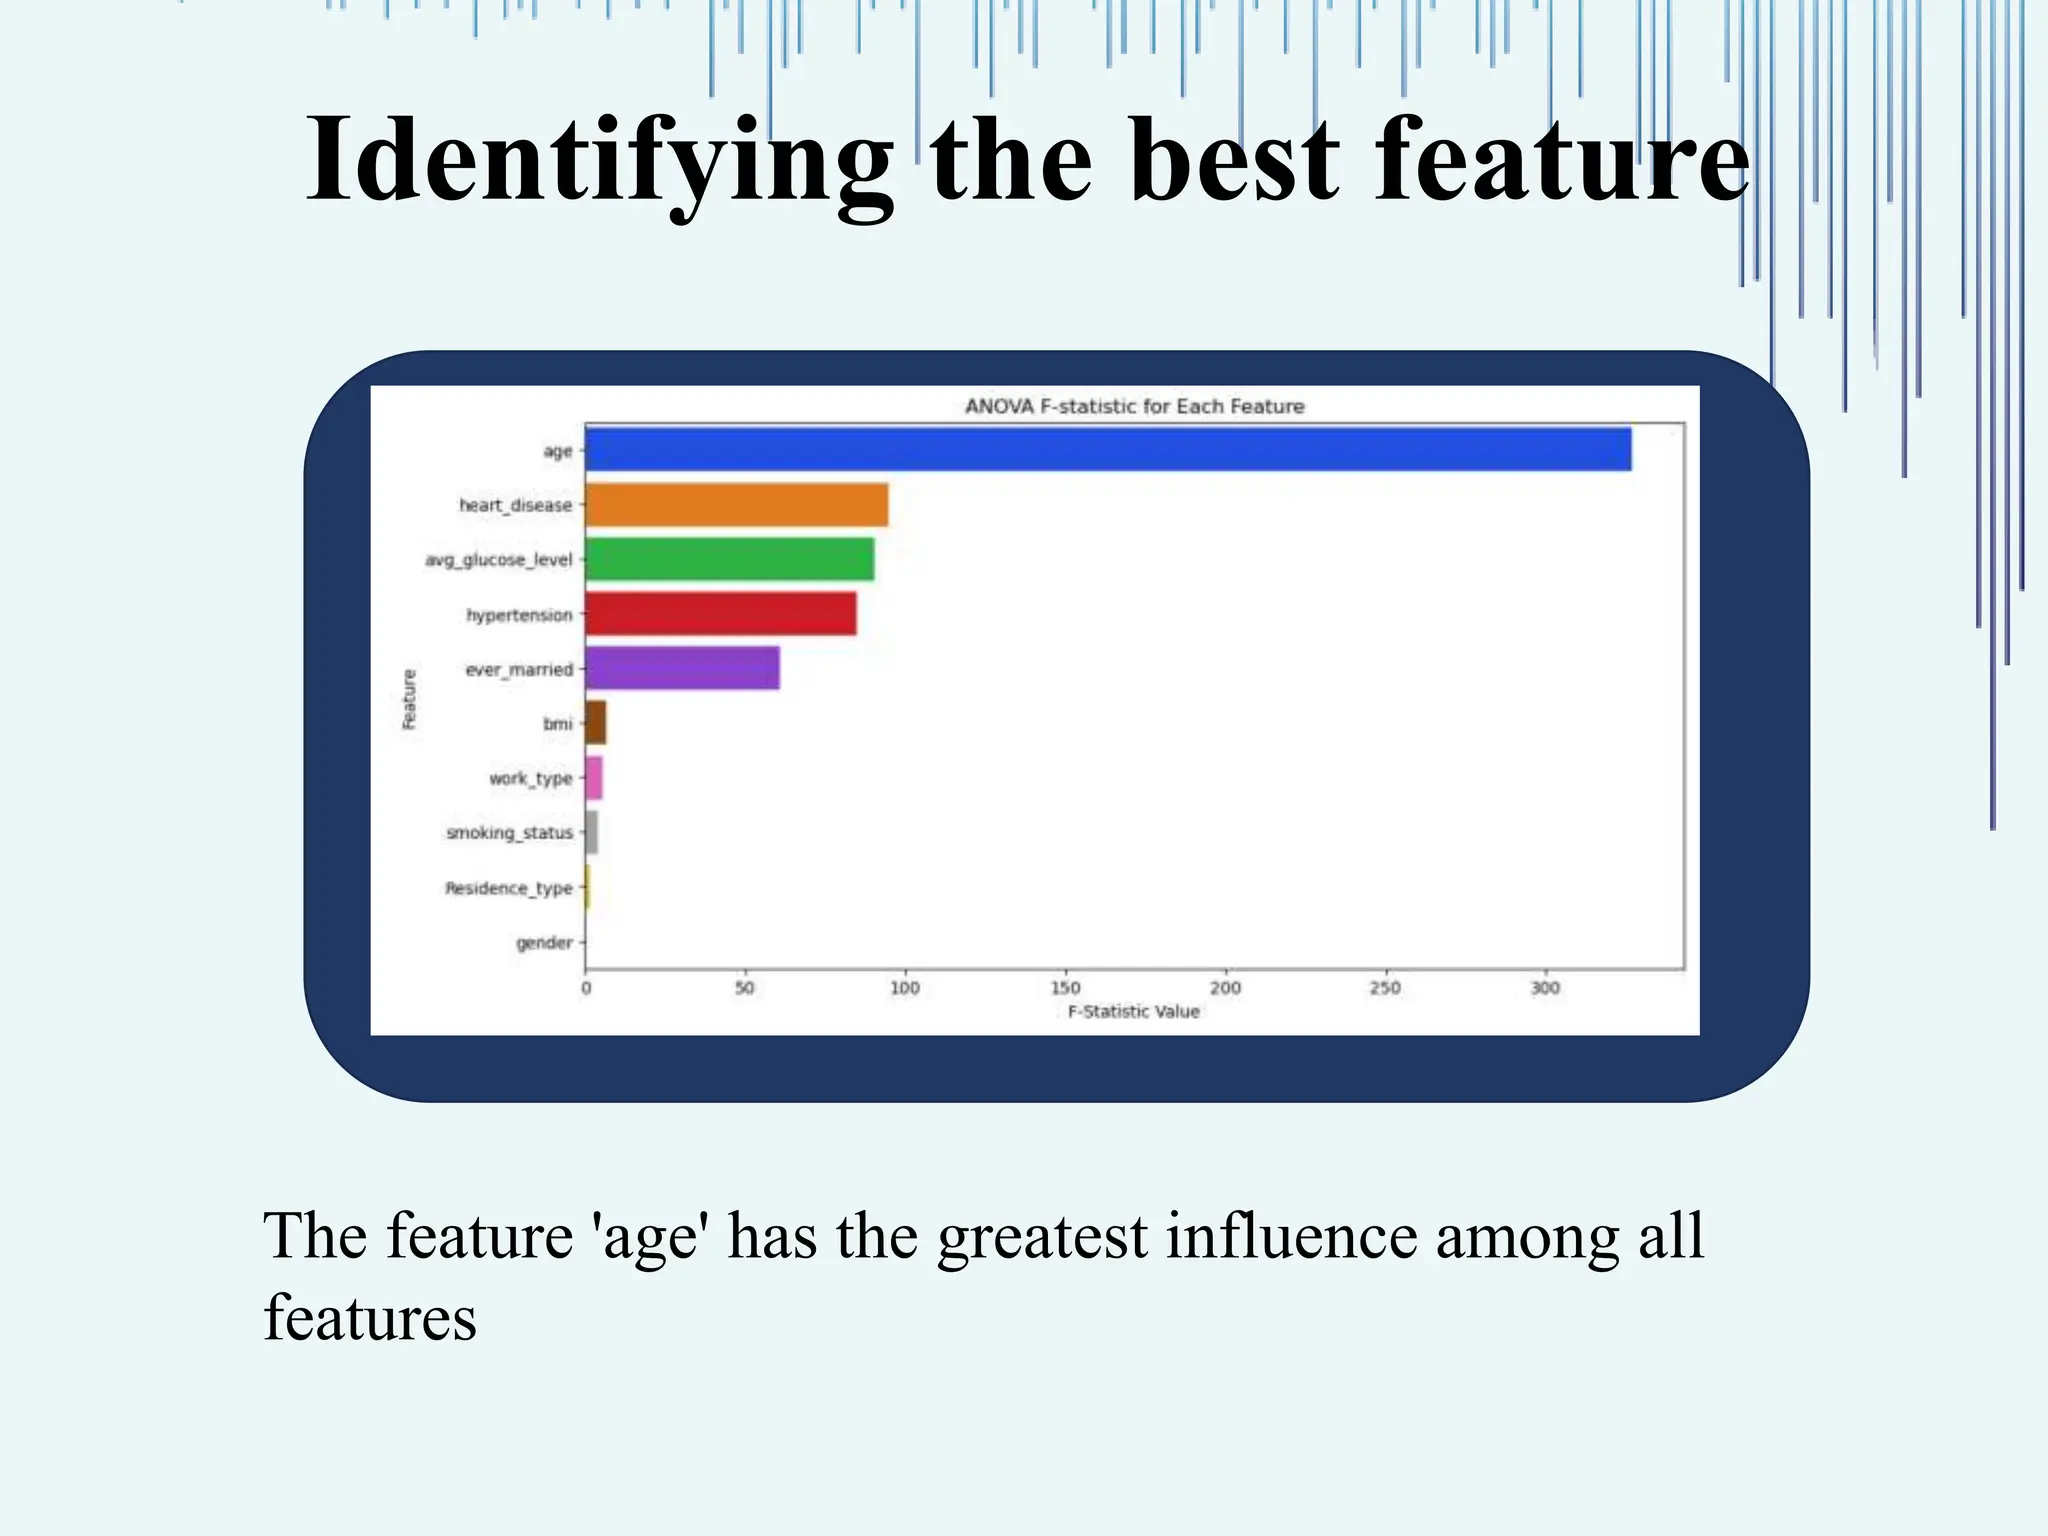 Identifying the best feature
ANOVA F-statistic for Each Feature
age
heart_disease
avg_glucose_level
hypertension
ever_married
bmi
work_type
smoking_status
Residence_type
gender
Feature
0 50 100 150 200 250 300
F-Statistic Value
The feature 'age' has the greatest influence among all
features